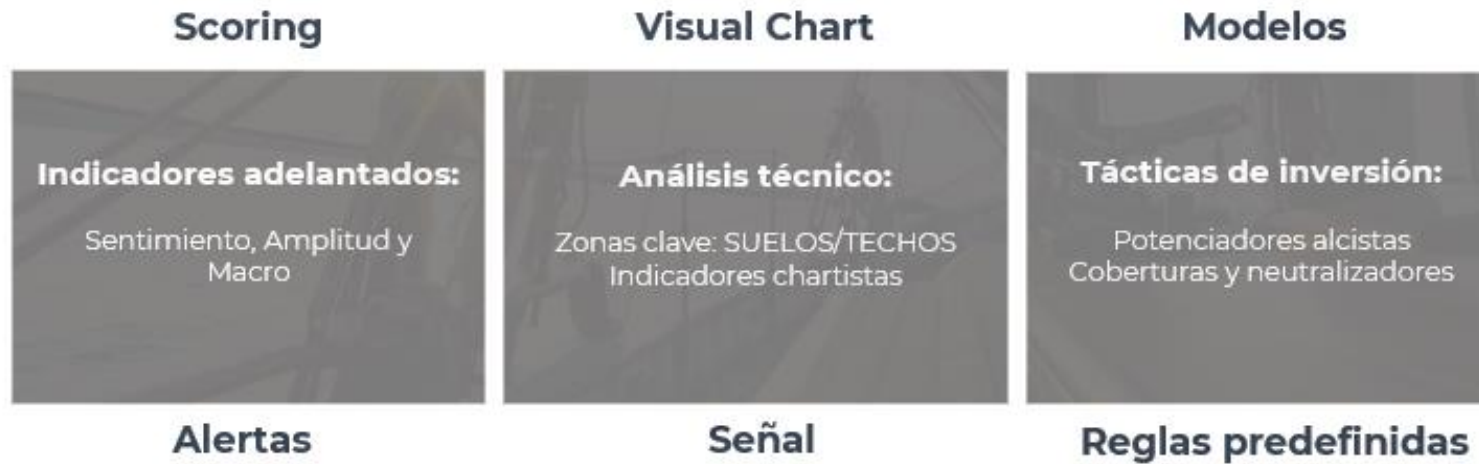 Scoring
Indicadores adelantados:
Sentimiento, Amplitud y
Macro
Alertas
Visual Chart
Análisis técnico:
Zonas clave: SUELOS/TECHOS
Indicadores chartistas
Señal
Modelos
Tácticas de inversión:
Potenciadores alcistas
Coberturas y neutralizadores
Reglas predefinidas